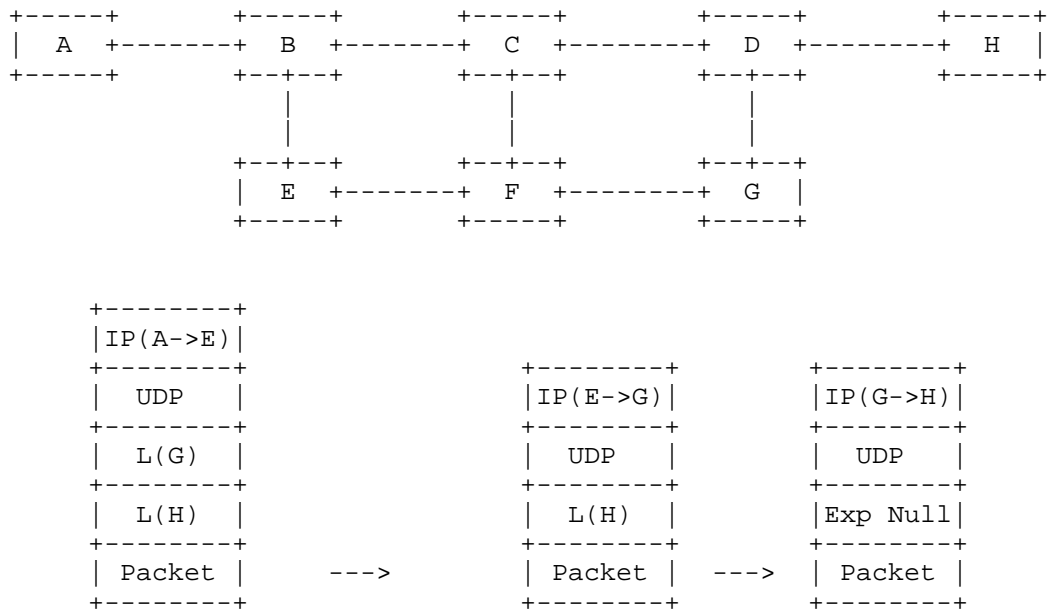 A B C D H
E F G
IP(A->E)
UDP IP(E->G) IP(G->H)
L(G) UDP UDP
L(H) L(H) Exp Null
Packet ---> Packet ---> Packet